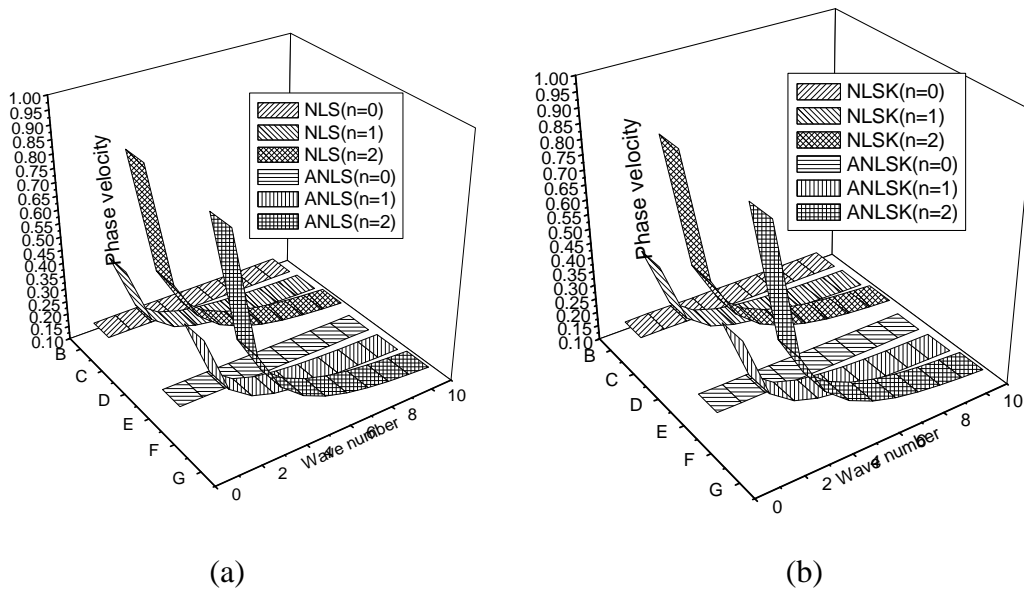 1.00
0.95
0.90
0.85
0.80
0.75
0.70
0.65
0.60
0.55
0.50
0.45
0.40
0.35
0.30
0.25
0.20
0.15
0.10
Phase velocity
NLS(n=0)
NLS(n=1)
NLS(n=2)
ANLS(n=0)
ANLS(n=1)
ANLS(n=2)
B
C
D
E
F
G
0
2
4
6
8
10
Wave number
(a)
1.00
0.95
0.90
0.85
0.80
0.75
0.70
0.65
0.60
0.55
0.50
0.45
0.40
0.35
0.30
0.25
0.20
0.15
0.10
Phase velocity
NLSK(n=0)
NLSK(n=1)
NLSK(n=2)
ANLSK(n=0)
ANLSK(n=1)
ANLSK(n=2)
B
C
D
E
F
G
0
2
4
6
8
10
Wave number
(b)